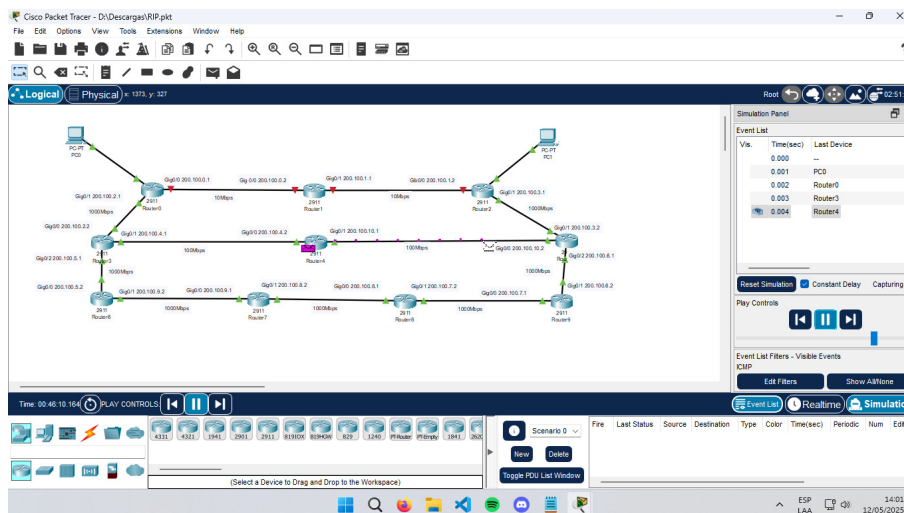 Cisco Packet Tracer - D:\Descargas\RIP.pkt
File Edit Options View Tools Extensions Window Help
Logical Physical x: 1373, y: 327 Root 02:51:
Simulation Panel
Event List
Vis. Time(sec) Last Device
0.000 --
0.001 PC0
0.002 Router0
0.003 Router3
0.004 Router4
Reset Simulation Constant Delay Capturing
Play Controls
Event List Filters - Visible Events
ICMP
Edit Filters Show All/None
PC-PT
PC0
PC-PT
PC1
Gig0/0 200.100.0.1 Gig 0/0 200.100.0.2 Gig0/1 200.100.1.1 Gig0/0 200.100.1.2
Gig0/1 200.100.2.1 2911 10Mbps 2911 10Mbps 2911 Gig0/1 200.100.3.1
Router0 Router1 Router2
1000Mbps 1000Mbps
Gig0/0 200.100.2.2 Gig0/1 200.100.4.1 Gig0/0 200.100.4.2 Gig0/1 200.100.10.1 Gig0/1 200.100.3.2
2911 100Mbps 2911 100Mbps Gig0/0 200.100.10.2
Router3 Router4
Gig0/2 200.100.5.1 Gig0/2 200.100.6.1
1000Mbps 1000Mbps
Gig0/0 200.100.5.2 Gig0/1 200.100.9.2 Gig0/0 200.100.9.1 Gig0/1 200.100.8.2 Gig0/0 200.100.8.1 Gig0/1 200.100.7.2 Gig0/0 200.100.7.1 Gig0/1 200.100.6.2
2911 1000Mbps 2911 1000Mbps 2911 1000Mbps 2911
Router6 Router7 Router8 Router9
Time: 00:46:10.164 PLAY CONTROLS: Event List Realtime Simulatio
4331 4321 1941 2901 2911 819IOX 819HGW 829 1240 PT-Router PT-Empty 1841 262
(Select a Device to Drag and Drop to the Workspace)
Scenario 0
New Delete
Toggle PDU List Window
Fire Last Status Source Destination Type Color Time(sec) Periodic Num Edit
ESP
LAA
14:01
12/05/2025